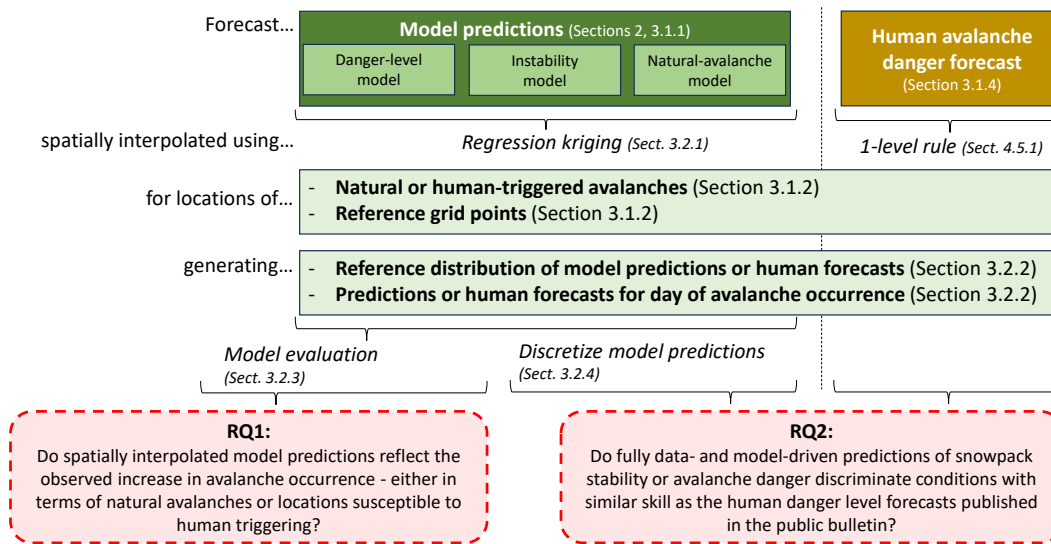 Forecast...
Model predictions (Sections 2, 3.1.1)
Danger-level
model
Instability
model
Natural-avalanche
model
Human avalanche
danger forecast
(Section 3.1.4)
spatially interpolated using...
Regression kriging (Sect. 3.2.1)
1-level rule (Sect. 4.5.1)
for locations of...
- Natural or human-triggered avalanches (Section 3.1.2)
- Reference grid points (Section 3.1.2)
generating...
- Reference distribution of model predictions or human forecasts (Section 3.2.2)
- Predictions or human forecasts for day of avalanche occurrence (Section 3.2.2)
Model evaluation
(Sect. 3.2.3)
Discretize model predictions
(Sect. 3.2.4)
RQ1:
Do spatially interpolated model predictions reflect the
observed increase in avalanche occurrence - either in
terms of natural avalanches or locations susceptible to
human triggering?
RQ2:
Do fully data- and model-driven predictions of snowpack
stability or avalanche danger discriminate conditions with
similar skill as the human danger level forecasts published
in the public bulletin?